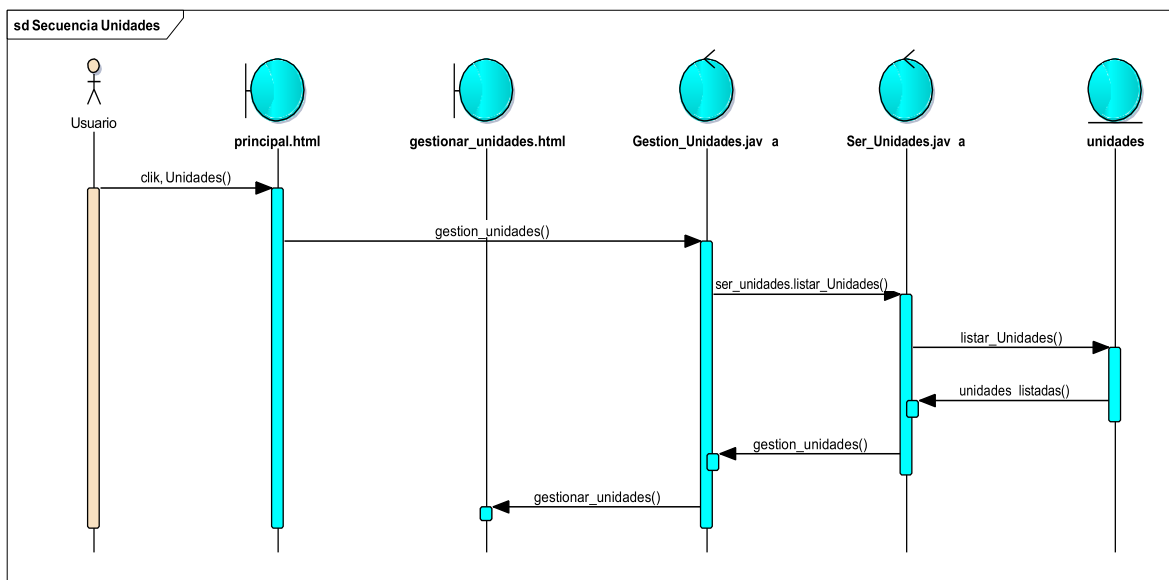 sd Secuencia Unidades
Usuario
principal.html
gestionar_unidades.html
Gestion_Unidades.jav a
Ser_Unidades.jav a
unidades
clik, Unidades()
gestion_unidades()
ser_unidades.listar_Unidades()
listar_Unidades()
unidades listadas()
gestion_unidades()
gestionar_unidades()